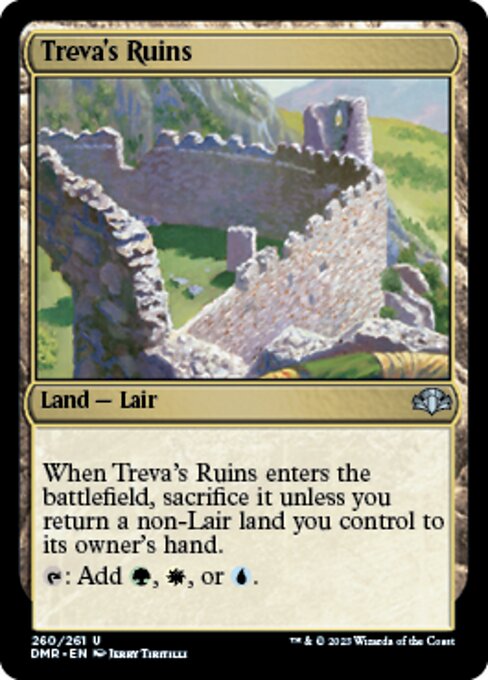 Treva's Ruins
Land — Lair
When Treva's Ruins enters the
battlefield, sacrifice it unless you
return a non-Lair land you control to
its owner's hand.
: Add , , or .
260/261 U
DMR • EN Jerry Tiritilli
™ & © 2023 Wizards of the Coast